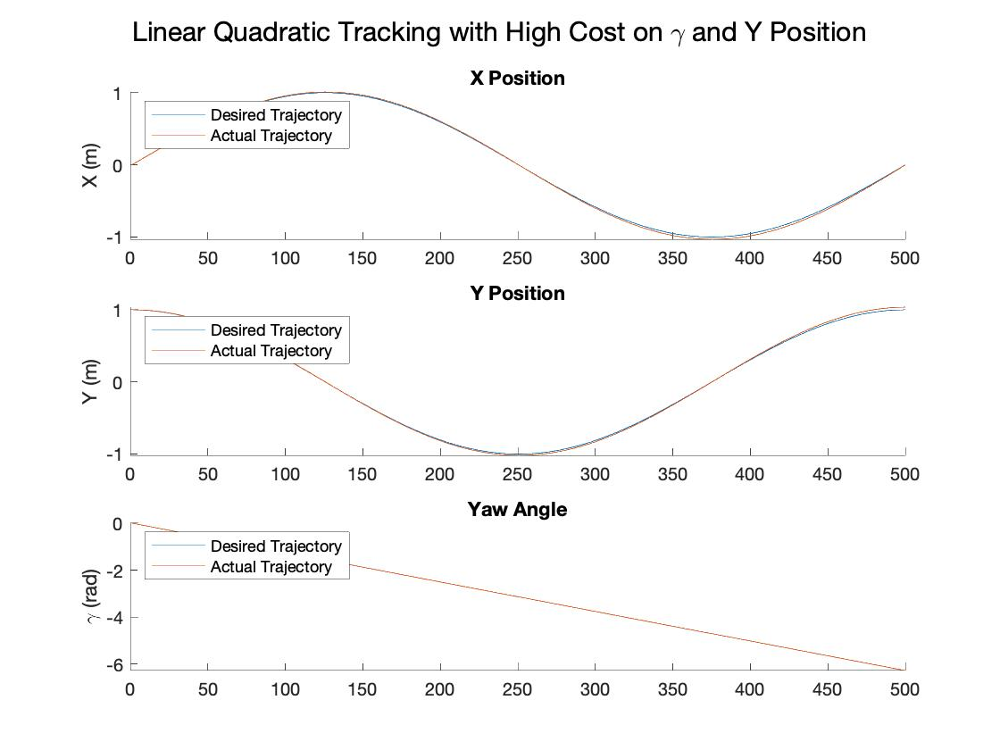 Linear Quadratic Tracking with High Cost on γ and Y Position
X Position
X (m)
1
0
-1
Desired Trajectory
Actual Trajectory
0 50 100 150 200 250 300 350 400 450 500
Y Position
Y (m)
1
0
-1
Desired Trajectory
Actual Trajectory
0 50 100 150 200 250 300 350 400 450 500
Yaw Angle
γ (rad)
0
-2
-4
-6
Desired Trajectory
Actual Trajectory
0 50 100 150 200 250 300 350 400 450 500